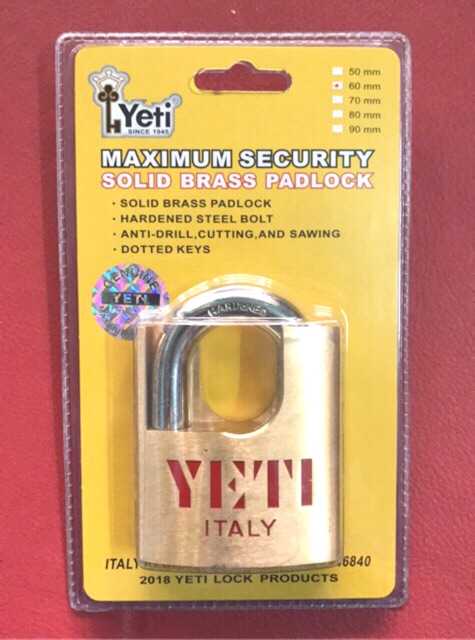 Yeti
SINCE 1945
50 mm
60 mm
70 mm
80 mm
90 mm
MAXIMUM SECURITY
SOLID BRASS PADLOCK
· SOLID BRASS PADLOCK
· HARDENED STEEL BOLT
· ANTI-DRILL,CUTTING,AND SAWING
· DOTTED KEYS
GENUINE
YETI
HARDENED
YETI
ITALY
ITALY
6840
2018 YETI LOCK PRODUCTS